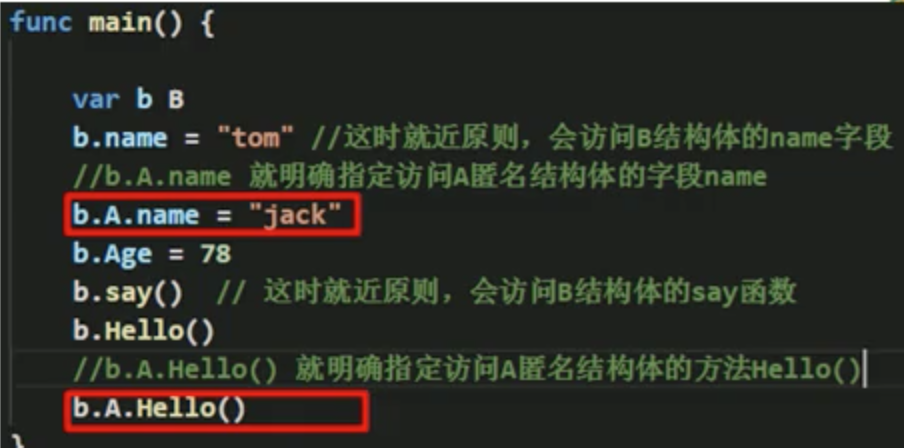 func main() {
var b B
b.name = "tom" //这时就近原则，会访问B结构体的name字段
//b.A.name 就明确指定访问A匿名结构体的字段name
b.A.name = "jack"
b.Age = 78
b.say() // 这时就近原则，会访问B结构体的say函数
b.Hello()
//b.A.Hello() 就明确指定访问A匿名结构体的方法Hello()
b.A.Hello()
}